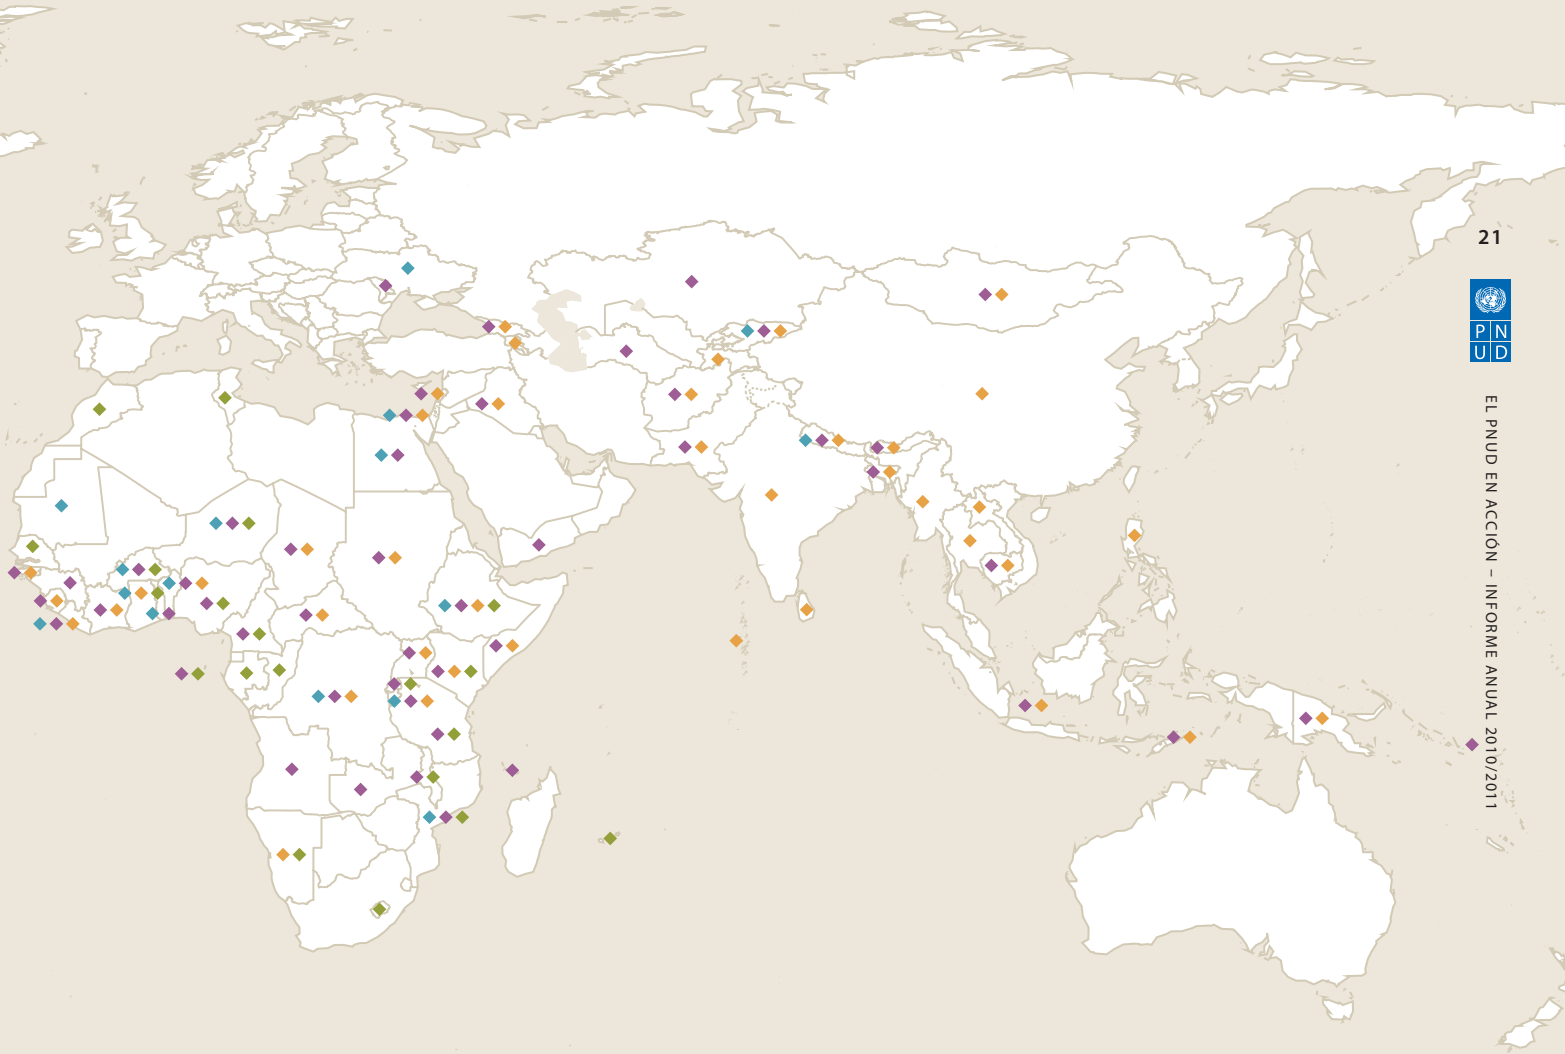 21
P N
U D
EL PNUD EN ACCIÓN – INFORME ANUAL 2010/2011